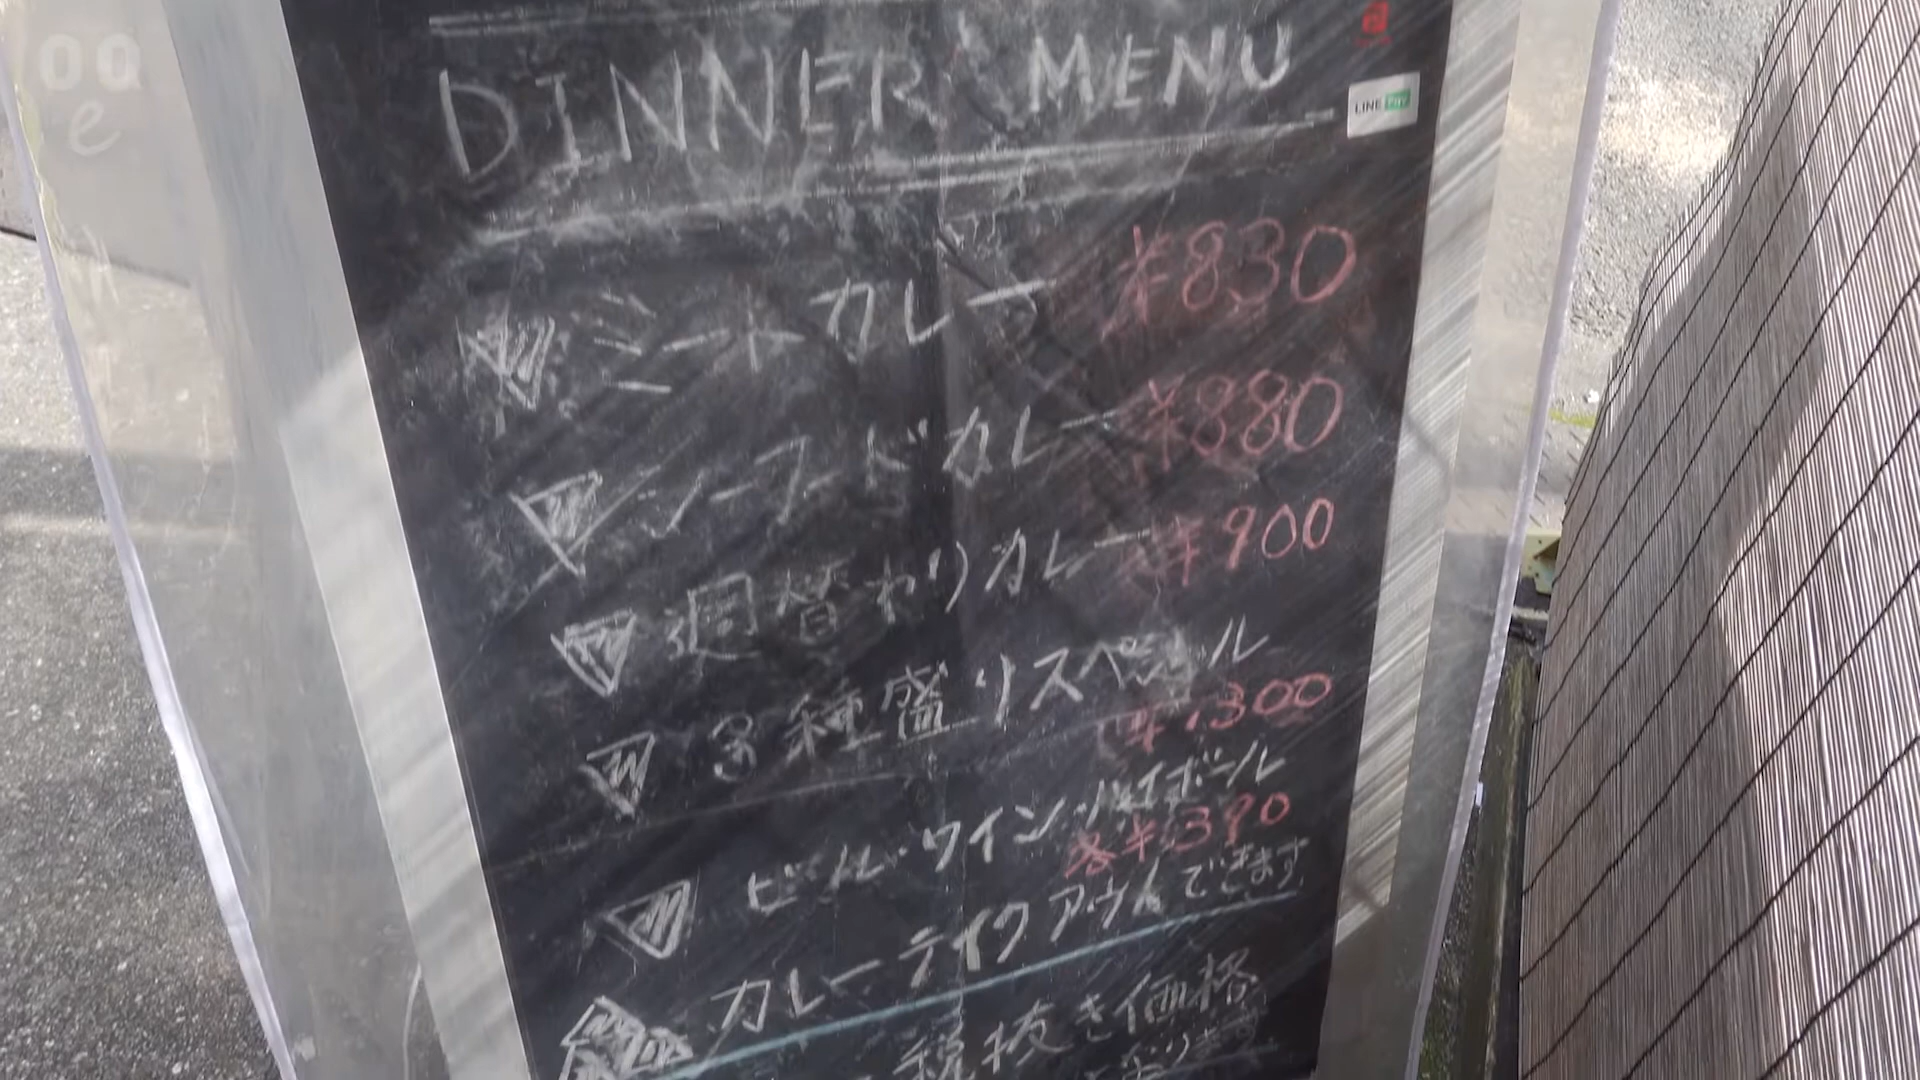 DINNER MENU
LINE Pay
ミートカレー ¥830
シーフードカレー ¥880
週替わりカレー ¥900
3種盛りスペシャル
¥1300
ビール・ワイン・ハイボール
各¥390
カレーテイクアウトできます
税抜き価格